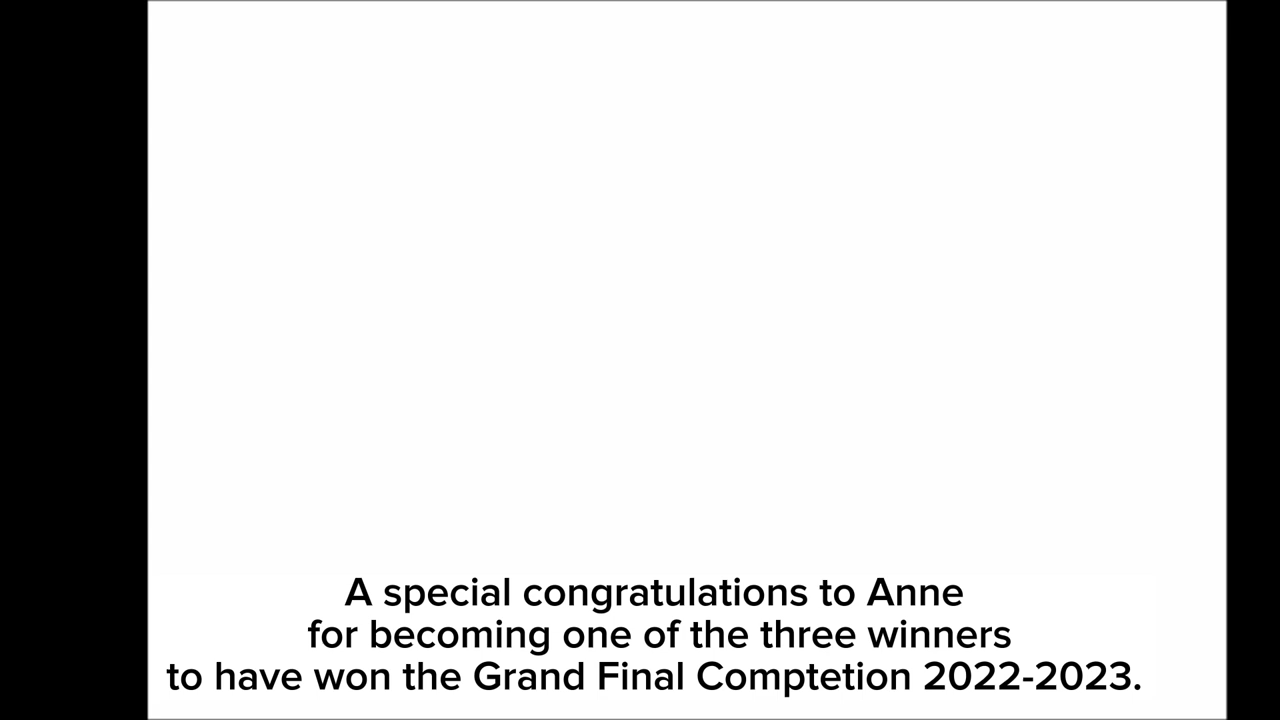 A special congratulations to Anne
for becoming one of the three winners
to have won the Grand Final Comptetion 2022-2023.